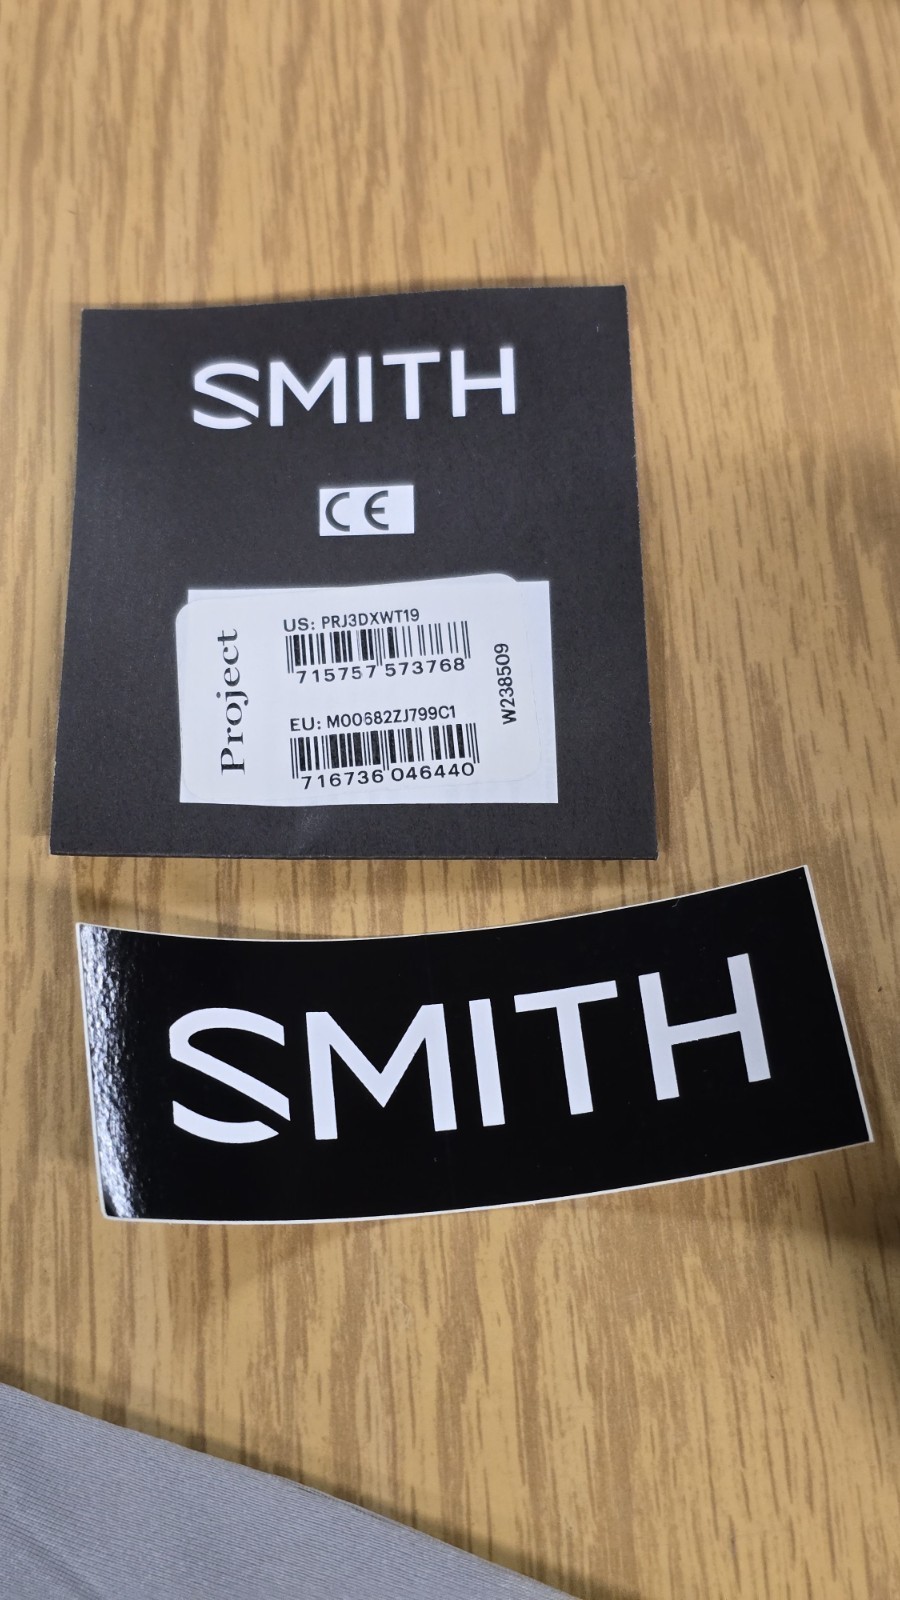 SMITH
CE
Project
US: PRJ3DXWT19
715757 573768
EU: M00682ZJ799C1
716736 046440
W238509
SMITH